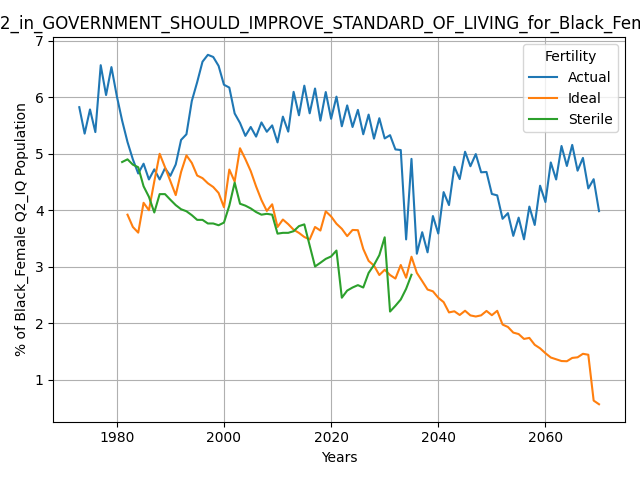 2_in_GOVERNMENT_SHOULD_IMPROVE_STANDARD_OF_LIVING_for_Black_Fem
7
6
5
4
3
2
1
% of Black_Female Q2_IQ Population
Fertility
Actual
Ideal
Sterile
1980 2000 2020 2040 2060
Years